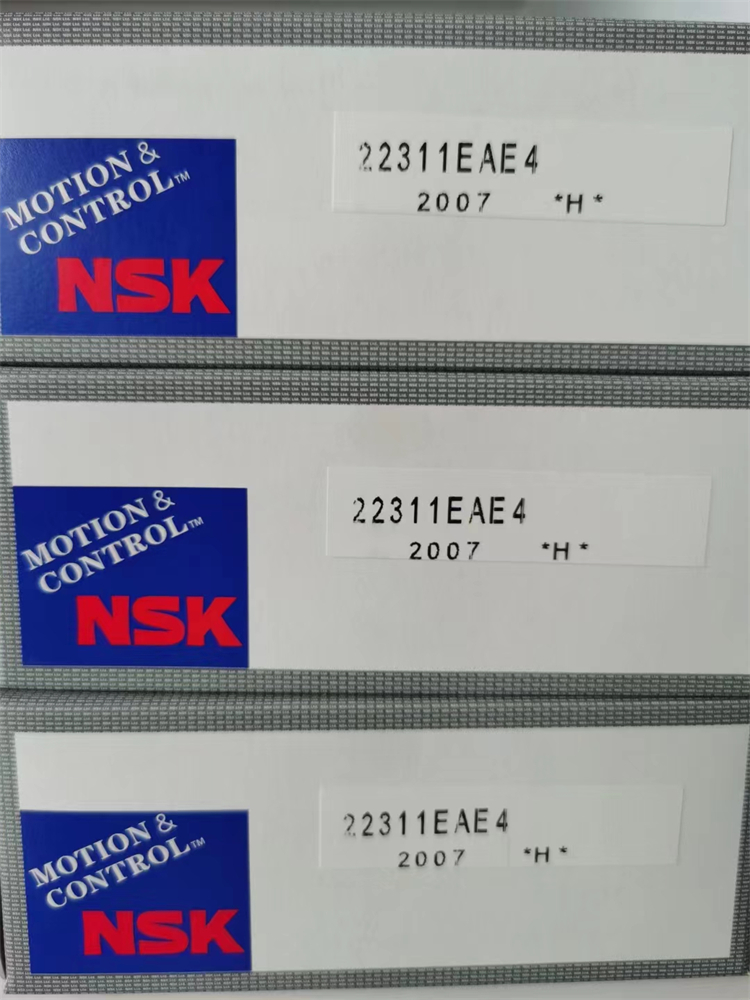 MOTION &
CONTROL™
NSK
22311EAE4
2007 *H*
MOTION &
CONTROL™
NSK
22311EAE4
2007 *H*
MOTION &
CONTROL™
NSK
22311EAE4
2007 *H*